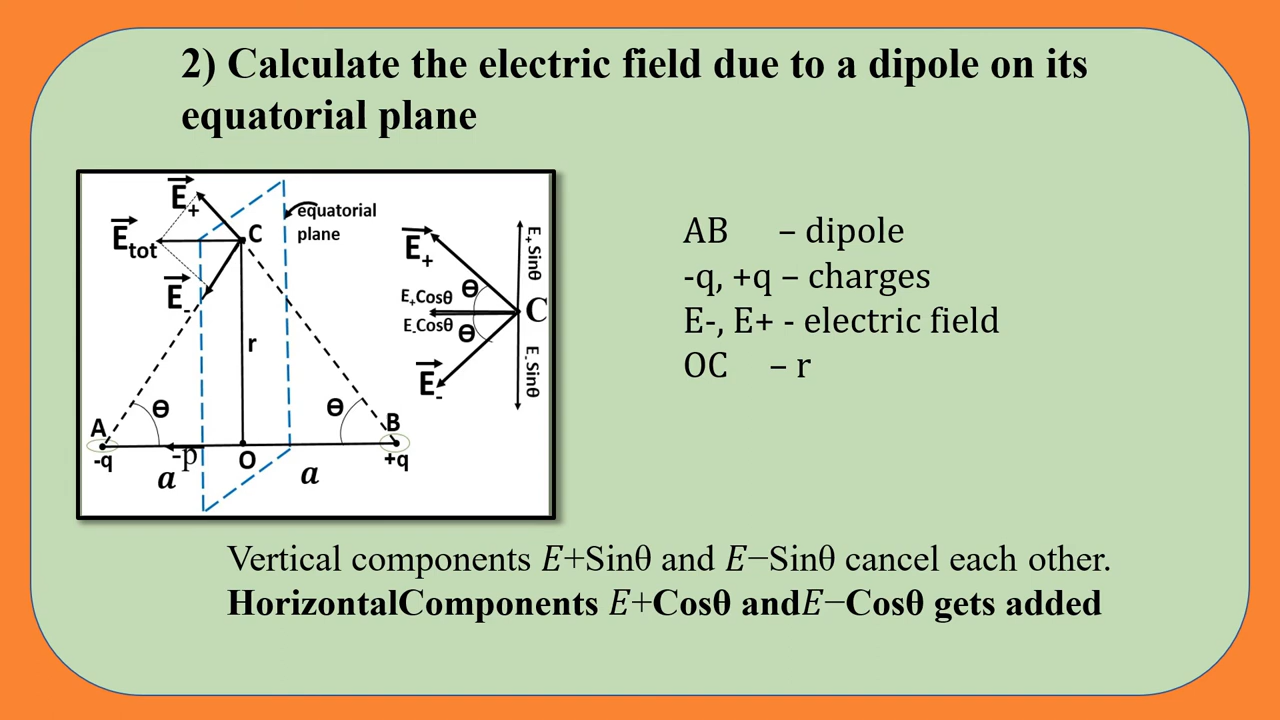 2) Calculate the electric field due to a dipole on its
equatorial plane
E+
Etot
E-
C
equatorial
plane
r
A
-q
ɵ
-p
a
O
a
ɵ
B
+q
E+
E+ Sinθ
ɵ
E+Cosθ
C
E-Cosθ
ɵ
E-
E- Sinθ
AB – dipole
-q, +q – charges
E-, E+ - electric field
OC – r
Vertical components E+Sinθ and E−Sinθ cancel each other.
HorizontalComponents E+Cosθ andE−Cosθ gets added